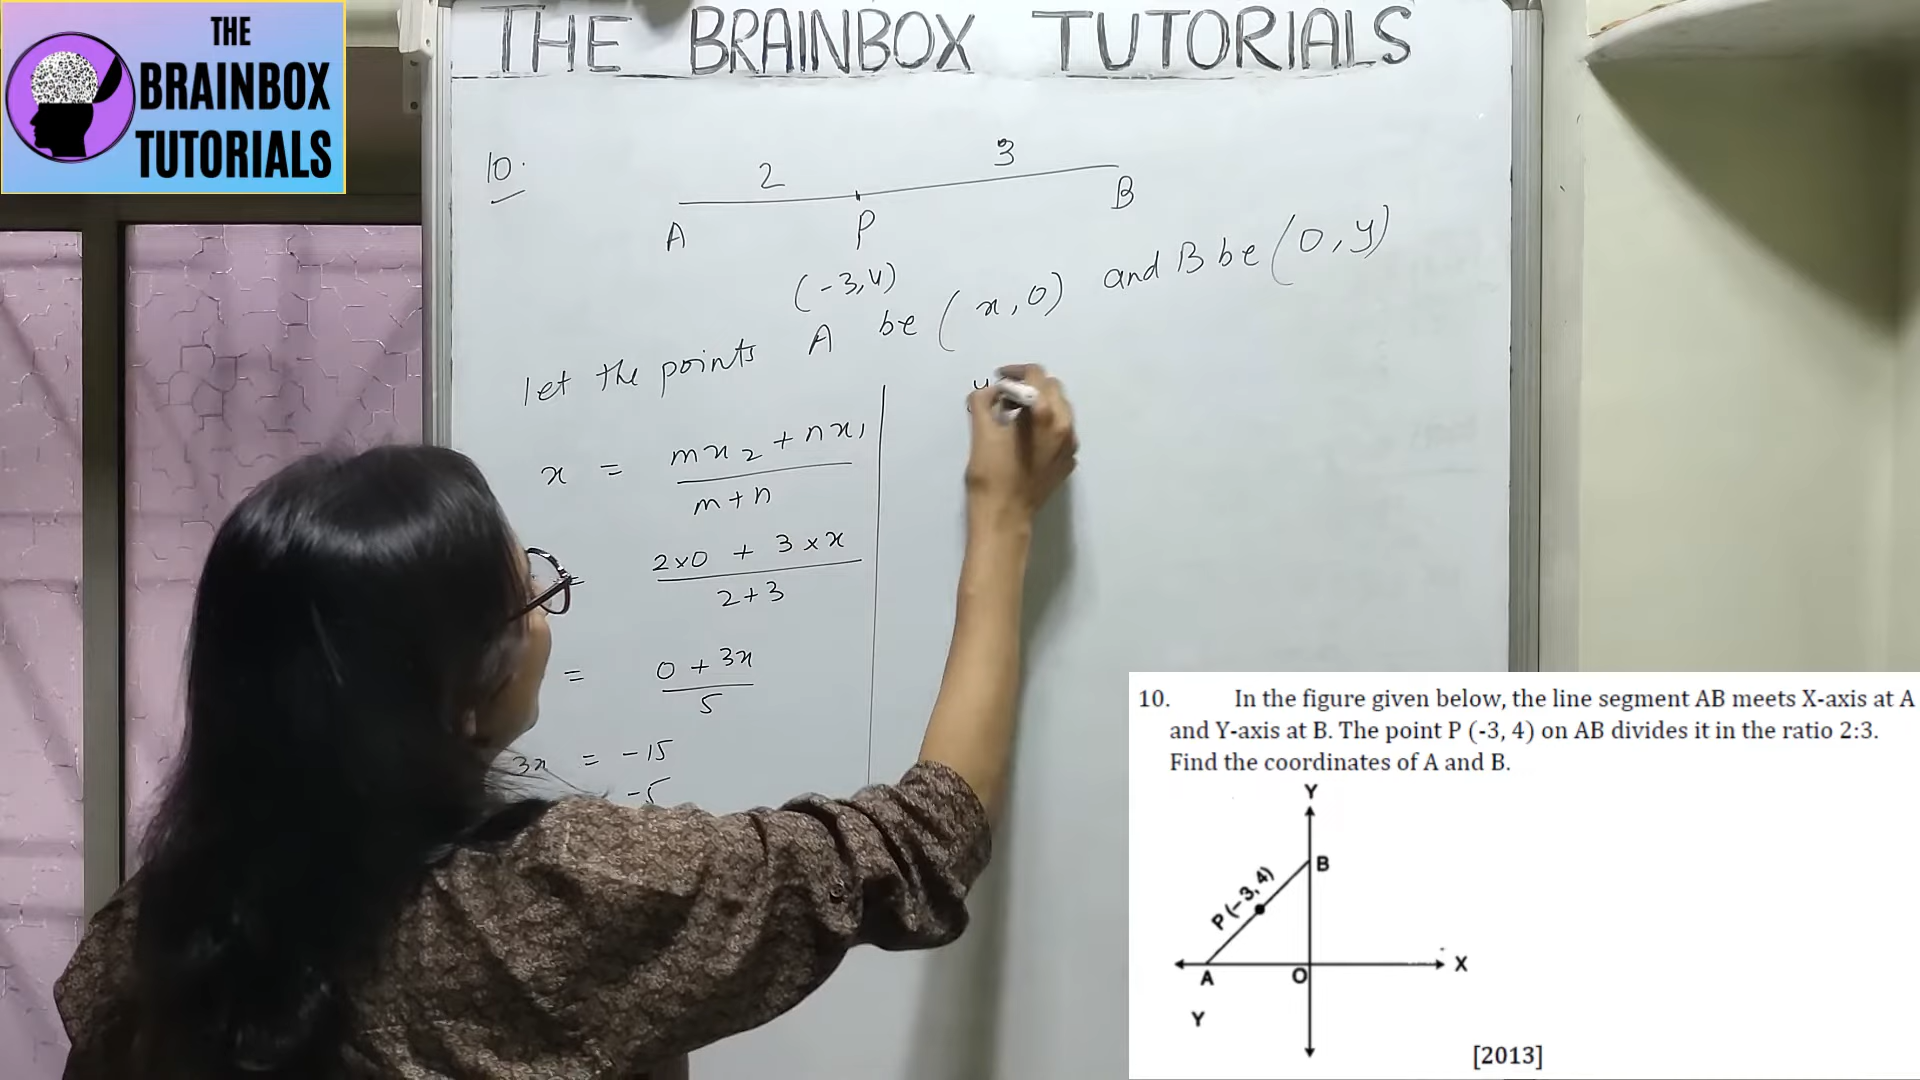 THE
BRAINBOX
TUTORIALS
THE BRAINBOX TUTORIALS
10.
2
3
A
P
B
(-3,4)
let the points A be (x,0) and B be (0,y)
x = mx2 + nx1
m+n
y
= 2×0 + 3×x
2+3
= 0 + 3x
5
3x = -15
-5
10. In the figure given below, the line segment AB meets X-axis at A
and Y-axis at B. The point P (-3, 4) on AB divides it in the ratio 2:3.
Find the coordinates of A and B.
Y
B
P (-3, 4)
X
A
O
Y
[2013]